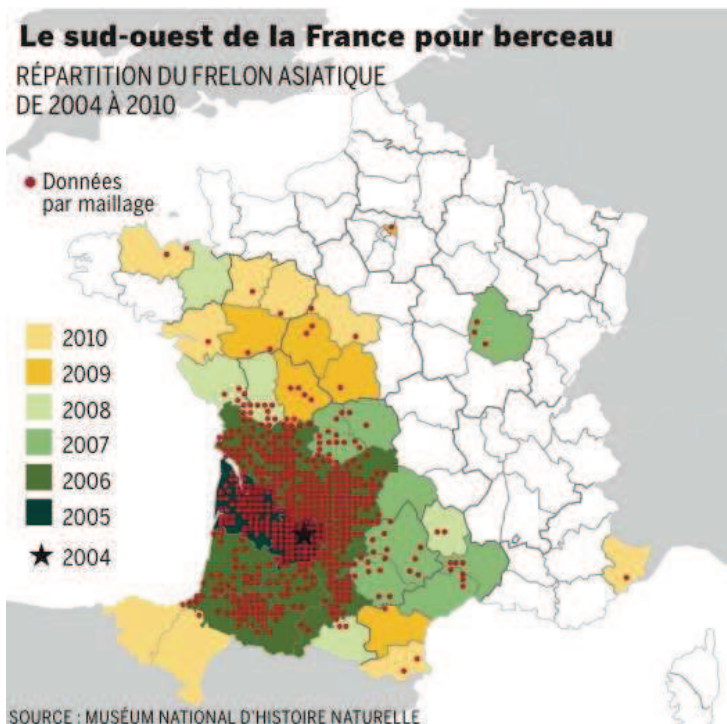 Le sud-ouest de la France pour berceau
RÉPARTITION DU FRELON ASIATIQUE
DE 2004 À 2010
Données
par maillage
2010
2009
2008
2007
2006
2005
2004
SOURCE : MUSÉUM NATIONAL D'HISTOIRE NATURELLE